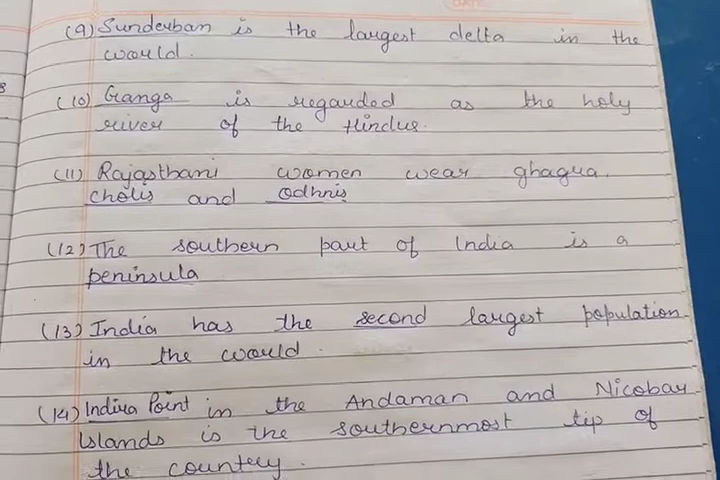 (9) Sunderban is the largest delta in the
world.
(10) Ganga is regarded as the holy
river of the Hindus.
(11) Rajasthani women wear ghagra.
cholis and odhnis
(12) The southern part of India is a
peninsula
(13) India has the second largest population
in the world.
(14) Indira Point in the Andaman and Nicobar
Islands is the southernmost tip of
the country.